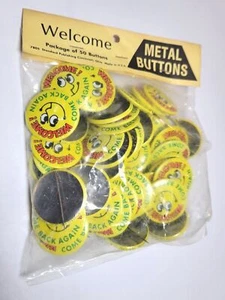 Welcome
Package of 50 Buttons
METAL
BUTTONS
WELCOME!
COME BACK AGAIN